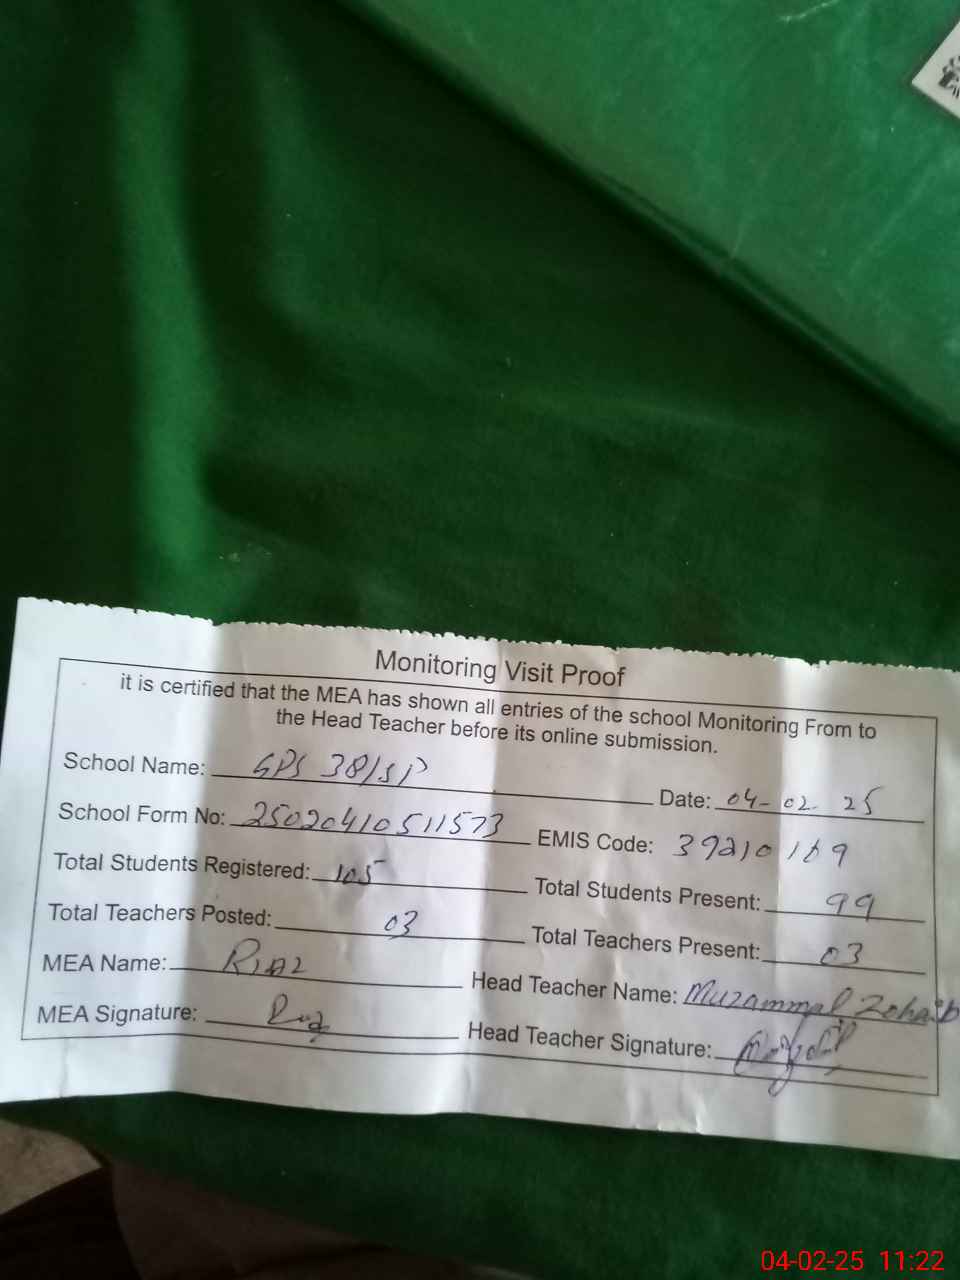 Monitoring Visit Proof
it is certified that the MEA has shown all entries of the school Monitoring From to
the Head Teacher before its online submission.
School Name: GPS 38/SP
Date: 04-02-25
School Form No: 25020410511573
EMIS Code: 39210169
Total Students Registered: 105
Total Students Present: 99
Total Teachers Posted: 03
Total Teachers Present: 03
MEA Name: Riaz
Head Teacher Name: Muzammal Zohaib
MEA Signature:
Head Teacher Signature:
04-02-25 11:22